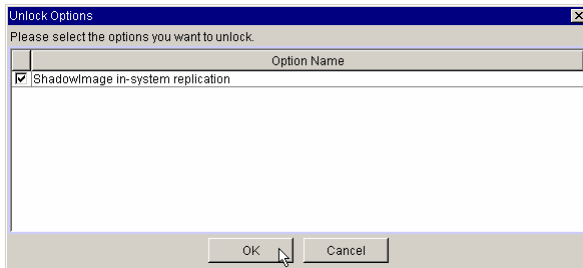 Unlock Options
Please select the options you want to unlock.
Option Name
ShadowImage in-system replication
OK Cancel